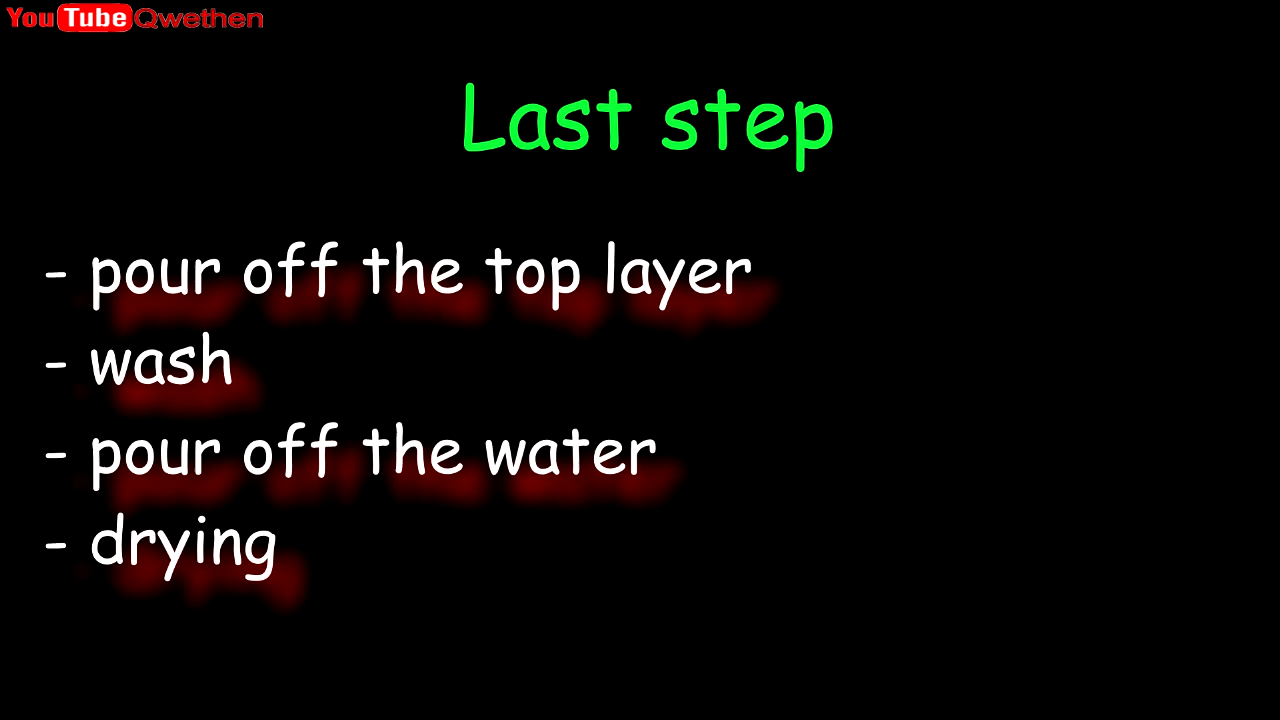 YouTube Qwethen
Last step
- pour off the top layer
- wash
- pour off the water
- drying